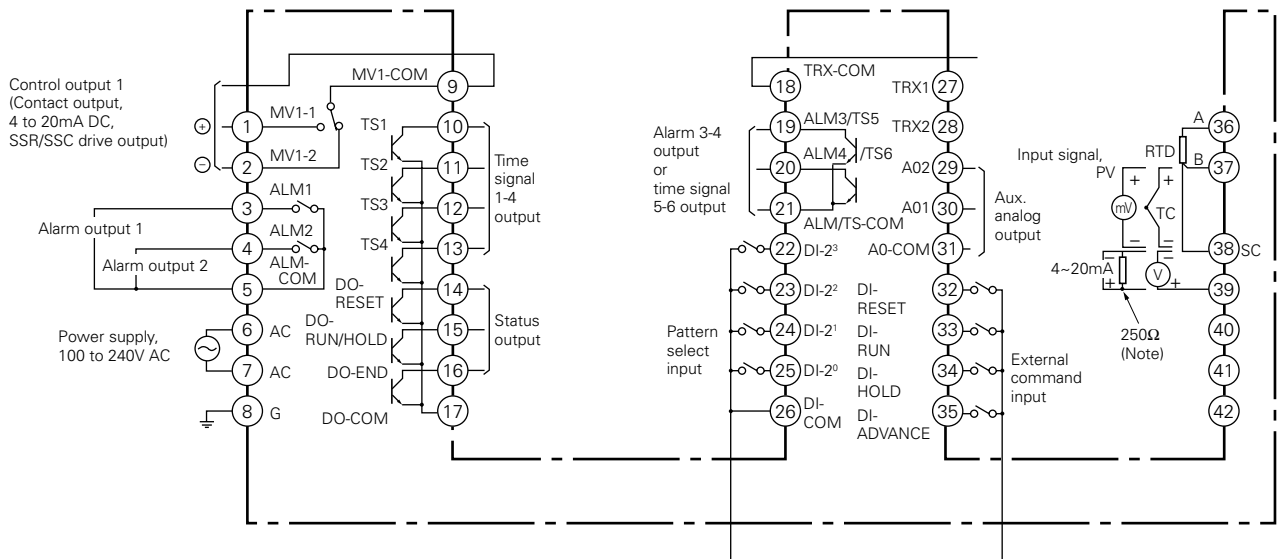 Control output 1
(Contact output,
4 to 20mA DC,
SSR/SSC drive output)
+
−
1 MV1-1
2 MV1-2
3 ALM1
4 ALM2
ALM-
COM
5
Alarm output 1
Alarm output 2
Power supply,
100 to 240V AC
6 AC
7 AC
8 G
MV1-COM 9
TS1 10
TS2 11
TS3 12
TS4 13
Time
signal
1-4
output
DO-
RESET 14
DO-
RUN/HOLD 15
DO-END 16
DO-COM 17
Status
output
18 TRX-COM
19 ALM3/TS5
20 ALM4 /TS6
21 ALM/TS-COM
Alarm 3-4
output
or
time signal
5-6 output
22 DI-2³
23 DI-2²
24 DI-2¹
25 DI-2⁰
26 DI-
COM
Pattern
select
input
TRX1 27
TRX2 28
A02 29
A01 30
A0-COM 31
Aux.
analog
output
DI-
RESET 32
DI-
RUN 33
DI-
HOLD 34
DI-
ADVANCE 35
External
command
input
Input signal,
PV
A 36
RTD
B 37
+ +
mV TC
− −
38 SC
4~20mA
− −
+ V +
39
250Ω
(Note)
40
41
42